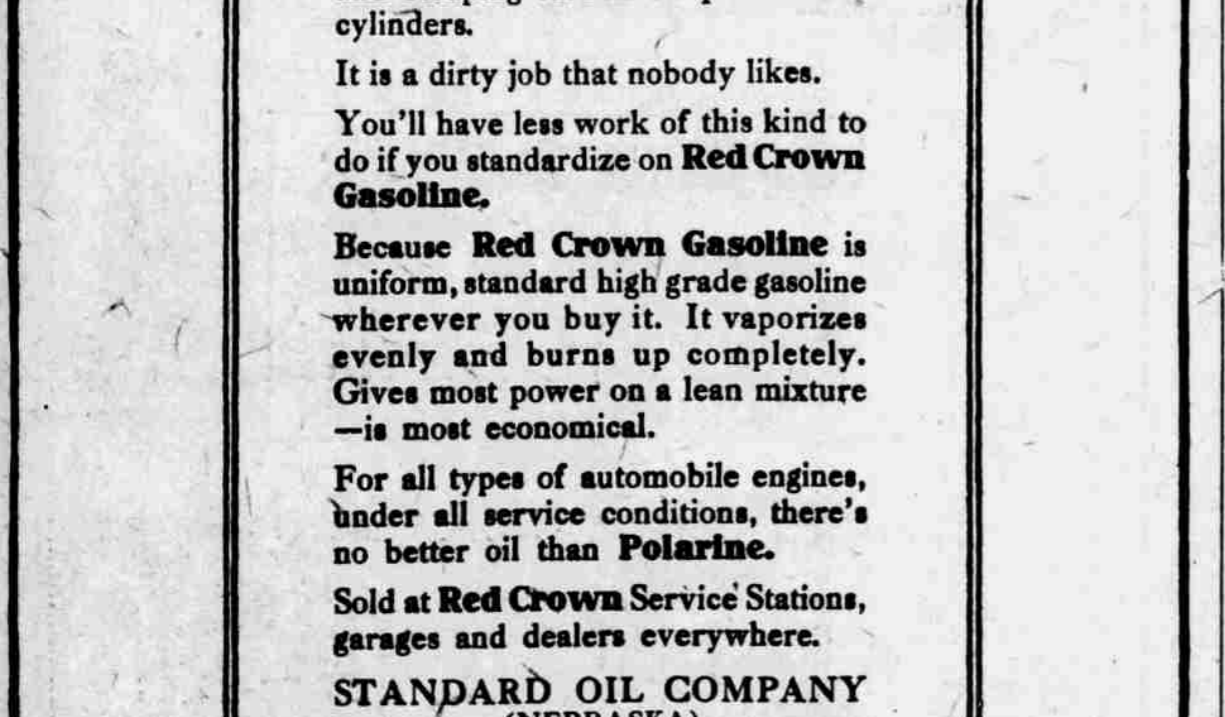 cylinders.
It is a dirty job that nobody likes.
You'll have less work of this kind to
do if you standardize on Red Crown
Gasoline.
Because Red Crown Gasoline is
uniform, standard high grade gasoline
wherever you buy it. It vaporizes
evenly and burns up completely.
Gives most power on a lean mixture
—is most economical.
For all types of automobile engines,
under all service conditions, there's
no better oil than Polarine.
Sold at Red Crown Service Stations,
garages and dealers everywhere.
STANDARD OIL COMPANY
(NEBRASKA)